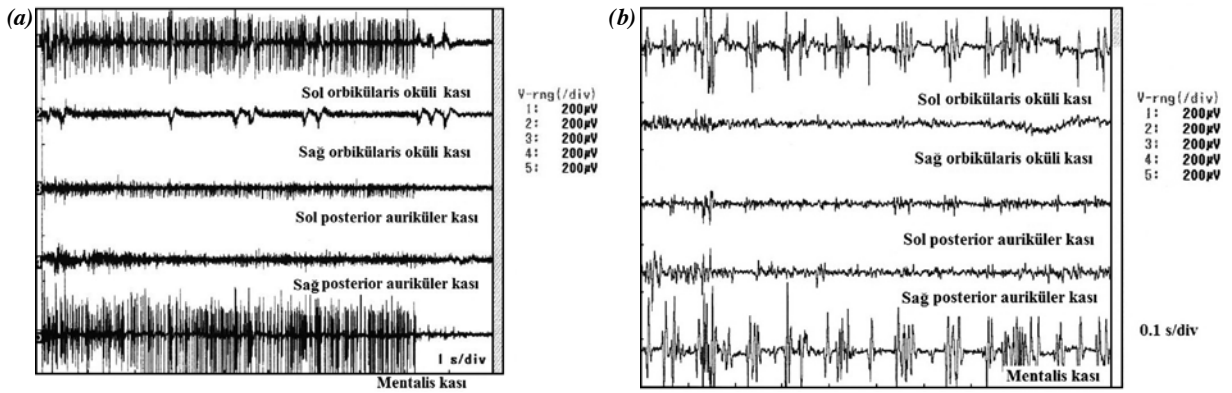 (a)
Sol orbikülaris oküli kası
Sağ orbikülaris oküli kası
Sol posterior auriküler kası
Sağ posterior auriküler kası
1 s/div
Mentalis kası
V-rng(/div)
1: 200µV
2: 200µV
3: 200µV
4: 200µV
5: 200µV
(b)
Sol orbikülaris oküli kası
Sağ orbikülaris oküli kası
Sol posterior auriküler kası
Sağ posterior auriküler kası
Mentalis kası
V-rng(/div)
1: 200µV
2: 200µV
3: 200µV
4: 200µV
5: 200µV
0.1 s/div